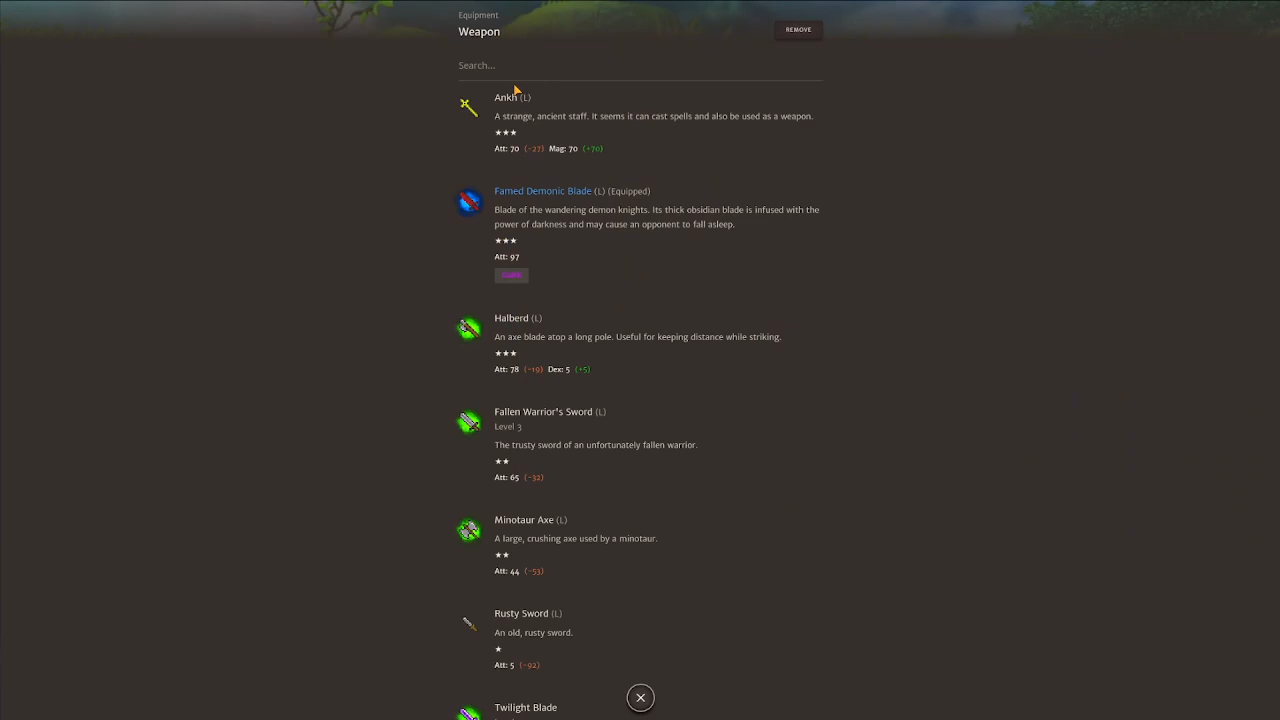 Equipment
Weapon
REMOVE
Search...
Ankh (L)
A strange, ancient staff. It seems it can cast spells and also be used as a weapon.
★★★
Att: 70 (-27) Mag: 70 (+70)
Famed Demonic Blade (L) (Equipped)
Blade of the wandering demon knights. Its thick obsidian blade is infused with the
power of darkness and may cause an opponent to fall asleep.
★★★
Att: 97
Halberd (L)
An axe blade atop a long pole. Useful for keeping distance while striking.
★★★
Att: 78 (-19) Dex: 5 (+5)
Fallen Warrior's Sword (L)
Level 3
The trusty sword of an unfortunately fallen warrior.
★★
Att: 65 (-32)
Minotaur Axe (L)
A large, crushing axe used by a minotaur.
★★
Att: 44 (-53)
Rusty Sword (L)
An old, rusty sword.
★
Att: 5 (-92)
Twilight Blade